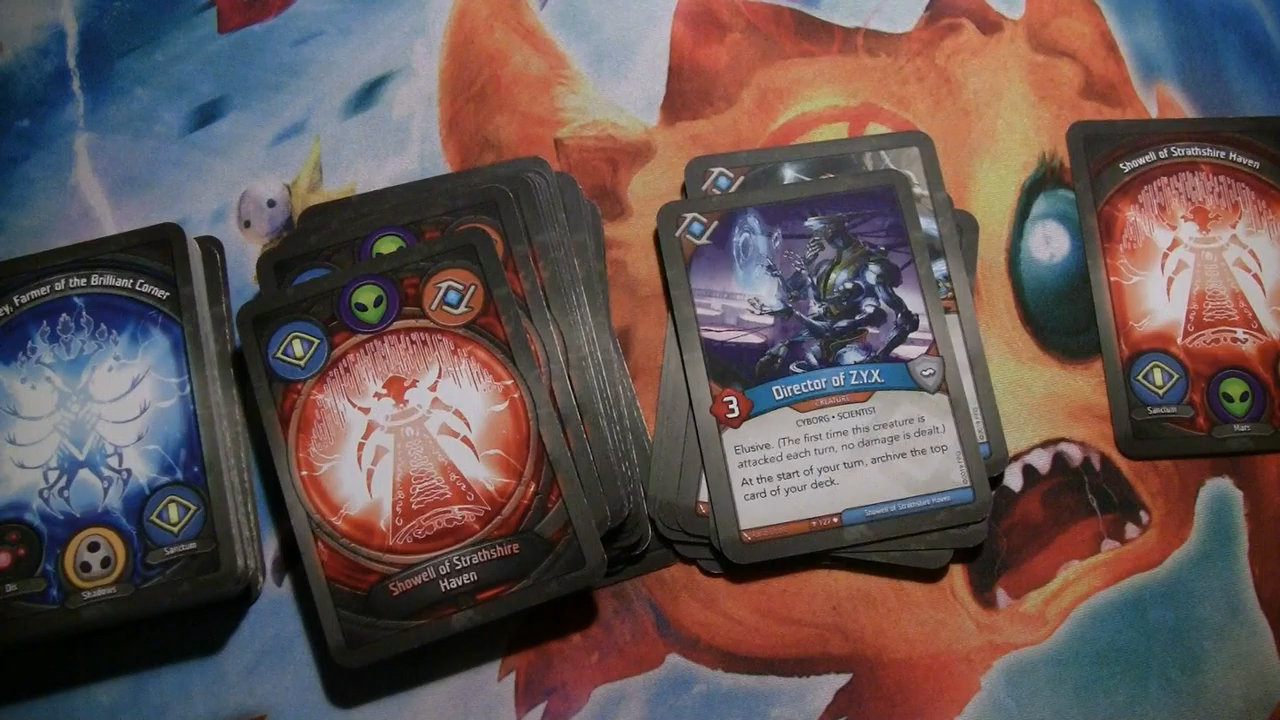 ey, Farmer of the Brilliant Corner
Dis
Shadows
Sanctum
Showell of Strathshire
Haven
3
Director of Z.Y.X.
CREATURE
CYBORG • SCIENTIST
Elusive. (The first time this creature is
attacked each turn, no damage is dealt.)
At the start of your turn, archive the top
card of your deck.
Showell of Strathshire Haven
127
Showell of Strathshire Haven
Sanctum
Mars